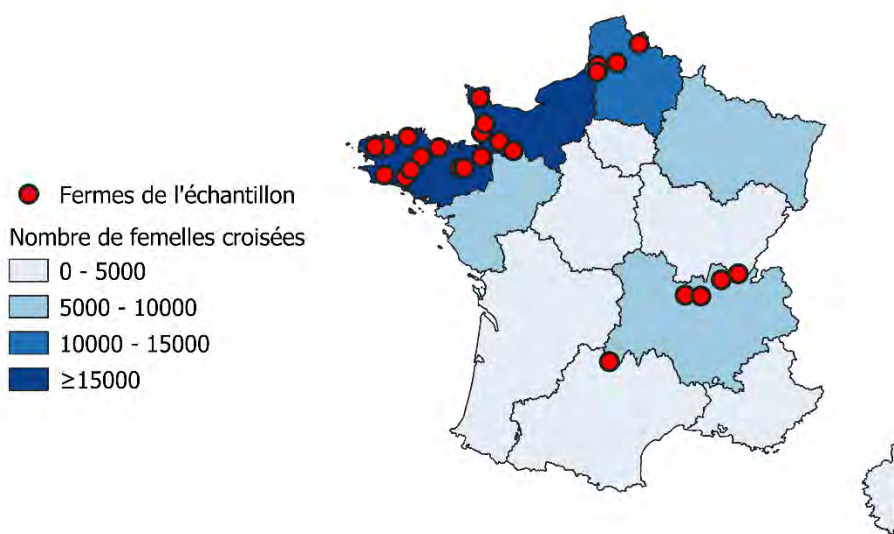 Fermes de l'échantillon
Nombre de femelles croisées
0 - 5000
5000 - 10000
10000 - 15000
≥15000